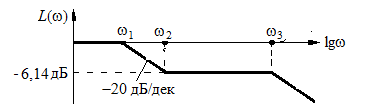 L(ω)
ω₁ ω₂ ω₃ lgω
-6,14 дБ
–20 дБ/дек